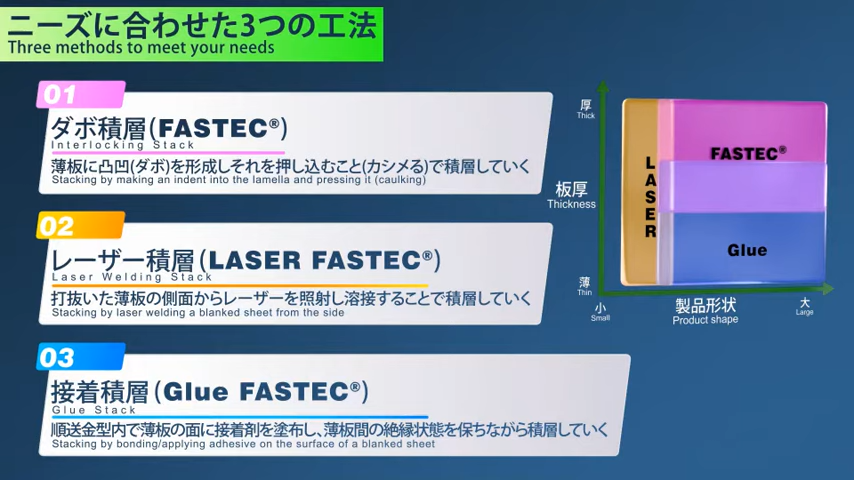 ニーズに合わせた3つの工法
Three methods to meet your needs
01
ダボ積層(FASTEC®)
Interlocking Stack
薄板に凸凹(ダボ)を形成しそれを押し込むこと(カシメる)で積層していく
Stacking by making an indent into the lamella and pressing it (caulking)
02
レーザー積層(LASER FASTEC®)
Laser Welding Stack
打抜いた薄板の側面からレーザーを照射し溶接することで積層していく
Stacking by laser welding a blanked sheet from the side
03
接着積層(Glue FASTEC®)
Glue Stack
順送金型内で薄板の面に接着剤を塗布し、薄板間の絶縁状態を保ちながら積層していく
Stacking by bonding/applying adhesive on the surface of a blanked sheet
厚
Thick
板厚
Thickness
薄
Thin
LASER
FASTEC®
Glue
小
Small
製品形状
Product shape
大
Large